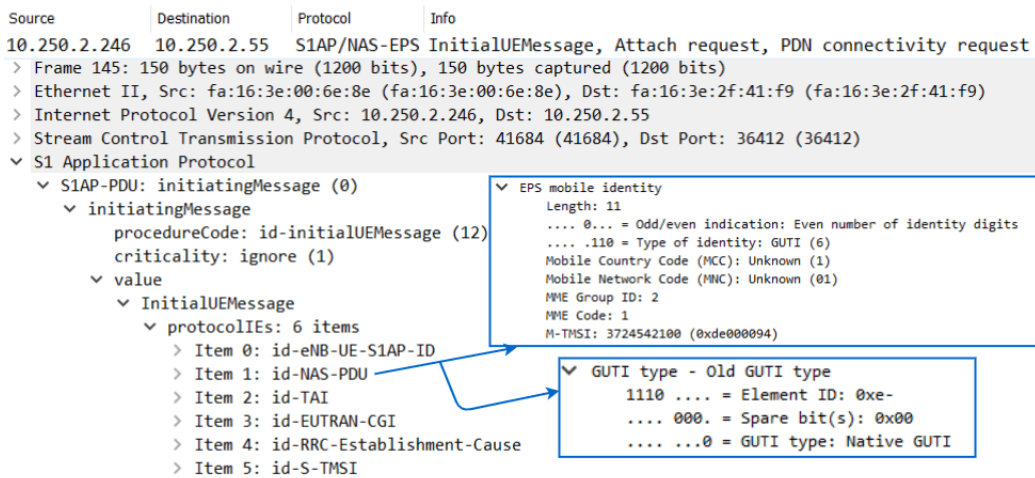 Source Destination Protocol Info
10.250.2.246 10.250.2.55 S1AP/NAS-EPS InitialUEMessage, Attach request, PDN connectivity request
> Frame 145: 150 bytes on wire (1200 bits), 150 bytes captured (1200 bits)
> Ethernet II, Src: fa:16:3e:00:6e:8e (fa:16:3e:00:6e:8e), Dst: fa:16:3e:2f:41:f9 (fa:16:3e:2f:41:f9)
> Internet Protocol Version 4, Src: 10.250.2.246, Dst: 10.250.2.55
> Stream Control Transmission Protocol, Src Port: 41684 (41684), Dst Port: 36412 (36412)
S1 Application Protocol
S1AP-PDU: initiatingMessage (0)
initiatingMessage
procedureCode: id-initialUEMessage (12)
criticality: ignore (1)
value
InitialUEMessage
protocolIEs: 6 items
> Item 0: id-eNB-UE-S1AP-ID
> Item 1: id-NAS-PDU
> Item 2: id-TAI
> Item 3: id-EUTRAN-CGI
> Item 4: id-RRC-Establishment-Cause
> Item 5: id-S-TMSI
EPS mobile identity
Length: 11
.... 0... = Odd/even indication: Even number of identity digits
.... .110 = Type of identity: GUTI (6)
Mobile Country Code (MCC): Unknown (1)
Mobile Network Code (MNC): Unknown (01)
MME Group ID: 2
MME Code: 1
M-TMSI: 3724542100 (0xde000094)
GUTI type - Old GUTI type
1110 .... = Element ID: 0xe-
.... 000. = Spare bit(s): 0x00
.... ...0 = GUTI type: Native GUTI